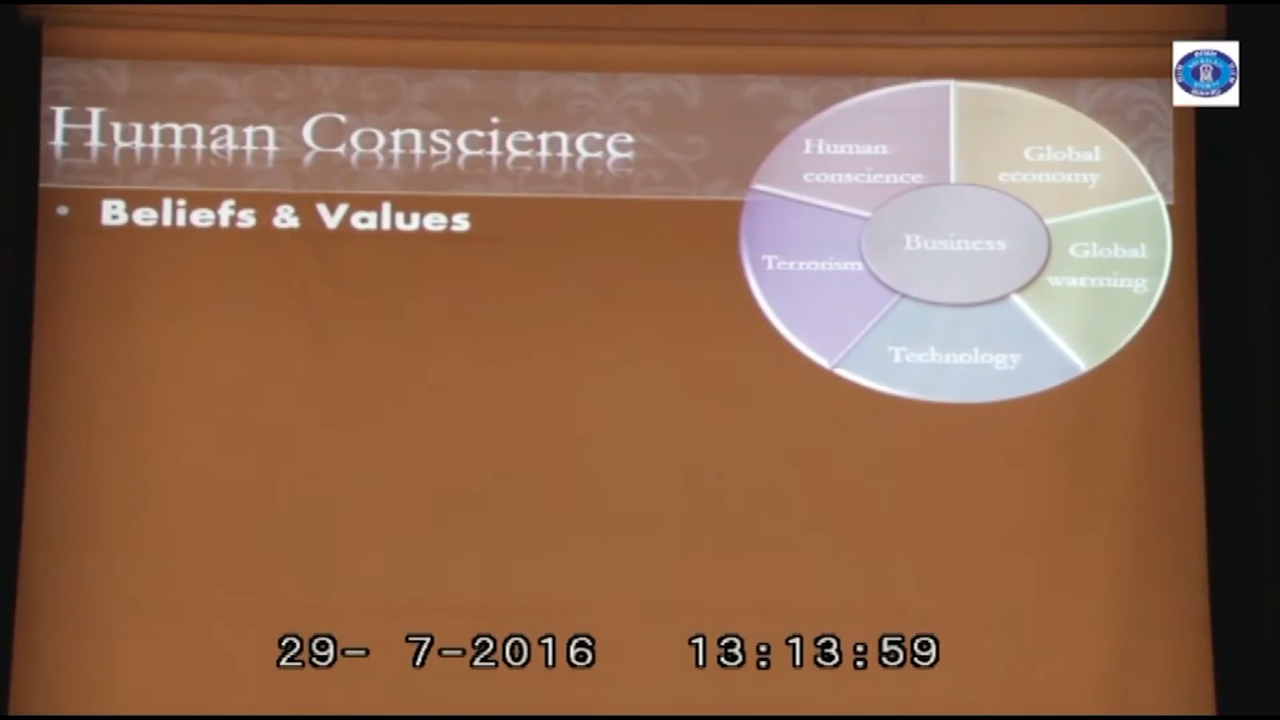 Human Conscience
• Beliefs & Values
Human
conscience
Global
economy
Business
Terrorism
Global
warming
Technology
29- 7-2016 13:13:59